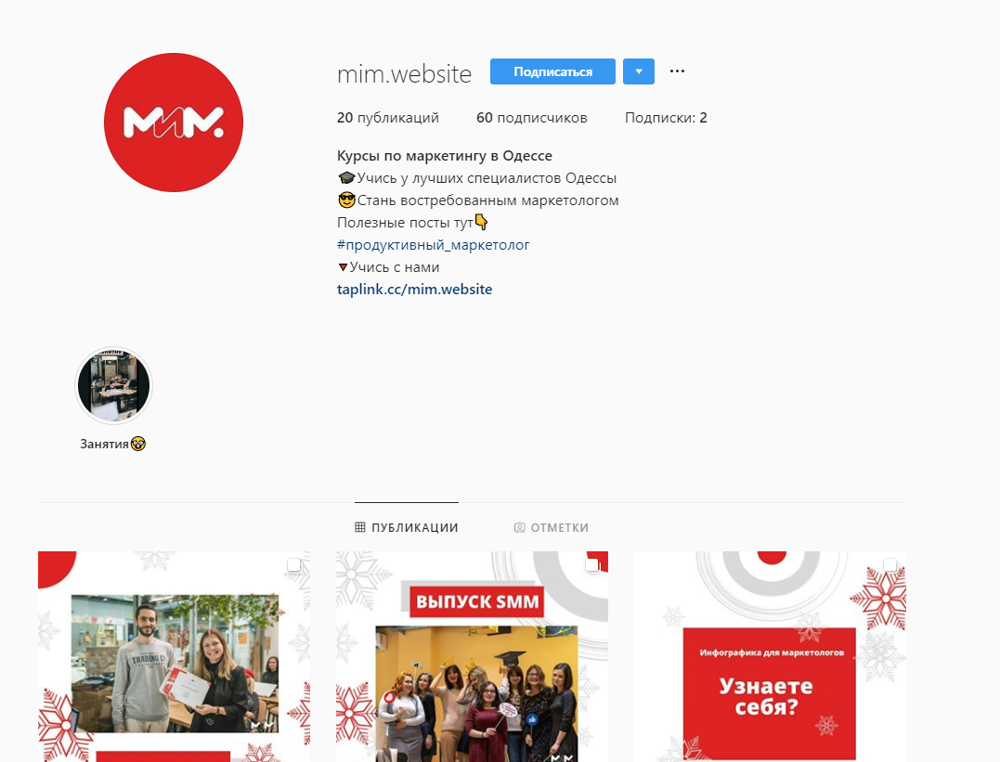 МИМ.
mim.website
Подписаться
20 публикаций 60 подписчиков Подписки: 2
Курсы по маркетингу в Одессе
🎓Учись у лучших специалистов Одессы
😎Стань востребованным маркетологом
Полезные посты тут👇
#продуктивный_маркетолог
🔻Учись с нами
taplink.cc/mim.website
Занятия🤓
ПУБЛИКАЦИИ ОТМЕТКИ
ВЫПУСК SMM
Инфографика для маркетологов
Узнаете
себя?